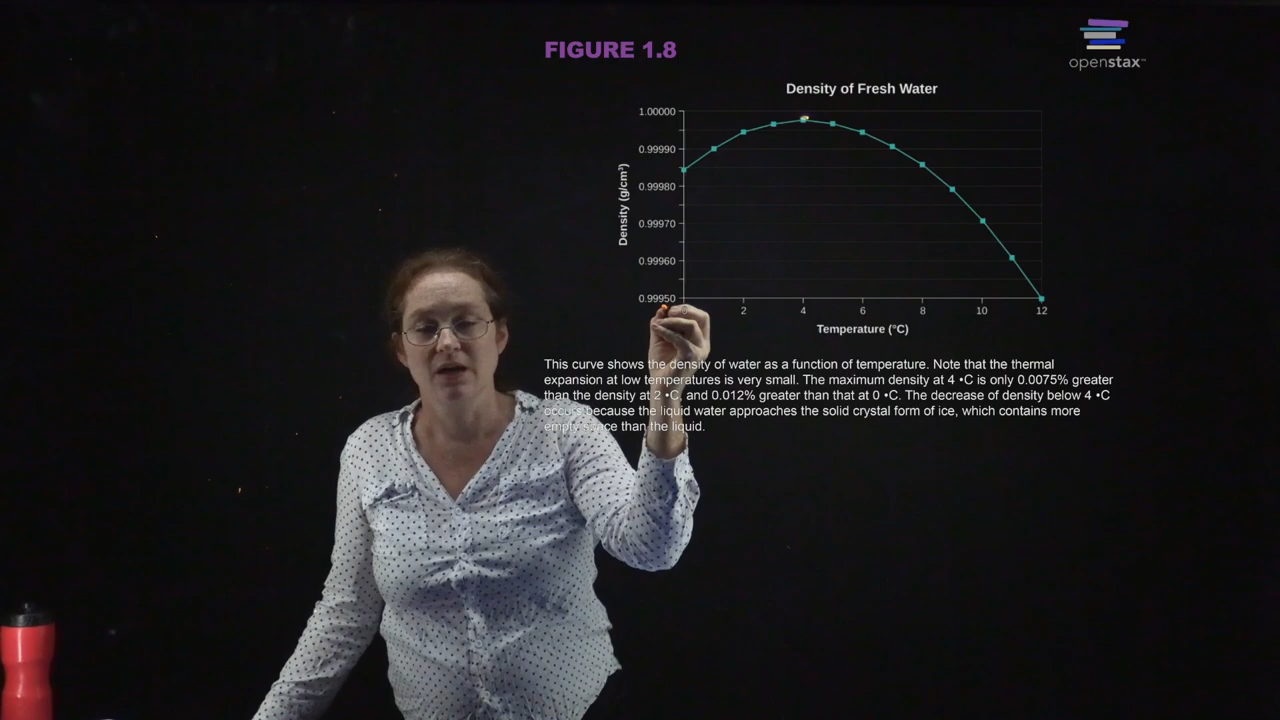 FIGURE 1.8
openstax™
Density of Fresh Water
1.00000
0.99990
0.99980
0.99970
0.99960
0.99950
Density (g/cm³)
0 2 4 6 8 10 12
Temperature (°C)
This curve shows the density of water as a function of temperature. Note that the thermal
expansion at low temperatures is very small. The maximum density at 4 •C is only 0.0075% greater
than the density at 2 •C, and 0.012% greater than that at 0 •C. The decrease of density below 4 •C
occurs because the liquid water approaches the solid crystal form of ice, which contains more
empty space than the liquid.